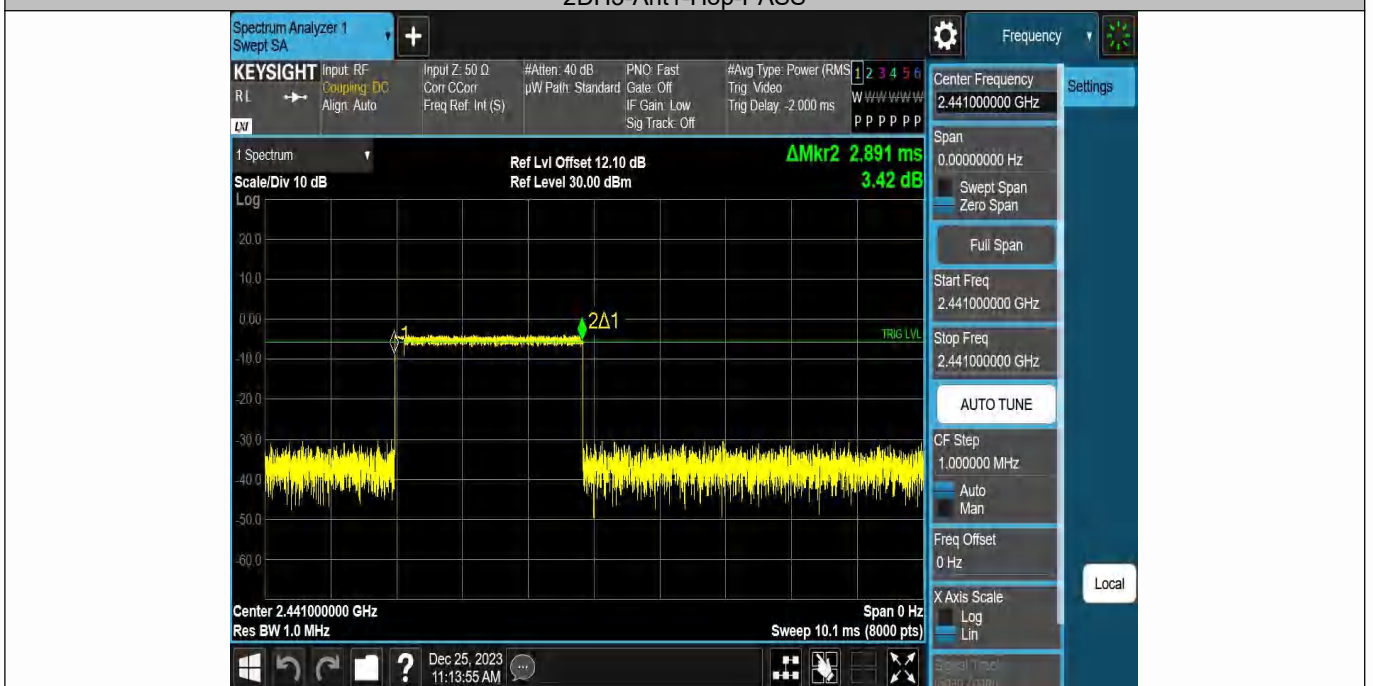 2DH5-Ant1-Hop-PASS
Spectrum Analyzer 1
Swept SA
Frequency
KEYSIGHT
RL
LXI
Input: RF
Coupling: DC
Align: Auto
Input Z: 50 Ω
Corr CCorr
Freq Ref: Int (S)
#Atten: 40 dB
µW Path: Standard
PNO: Fast
Gate: Off
IF Gain: Low
Sig Track: Off
#Avg Type: Power (RMS
Trig: Video
Trig Delay: -2.000 ms
1 2 3 4 5 6
W W W W W W
P P P P P P
Center Frequency
2.441000000 GHz
Settings
Span
0.00000000 Hz
Swept Span
Zero Span
Full Span
Start Freq
2.441000000 GHz
Stop Freq
2.441000000 GHz
AUTO TUNE
CF Step
1.000000 MHz
Auto
Man
Freq Offset
0 Hz
X Axis Scale
Log
Lin
Signal Track
(Span Zoom)
Local
1 Spectrum
Scale/Div 10 dB
Log
Ref Lvl Offset 12.10 dB
Ref Level 30.00 dBm
ΔMkr2 2.891 ms
3.42 dB
20.0
10.0
0.00
-10.0
-20.0
-30.0
-40.0
-50.0
-60.0
1
2Δ1
TRIG LVL
Center 2.441000000 GHz
Res BW 1.0 MHz
Span 0 Hz
Sweep 10.1 ms (8000 pts)
Dec 25, 2023
11:13:55 AM